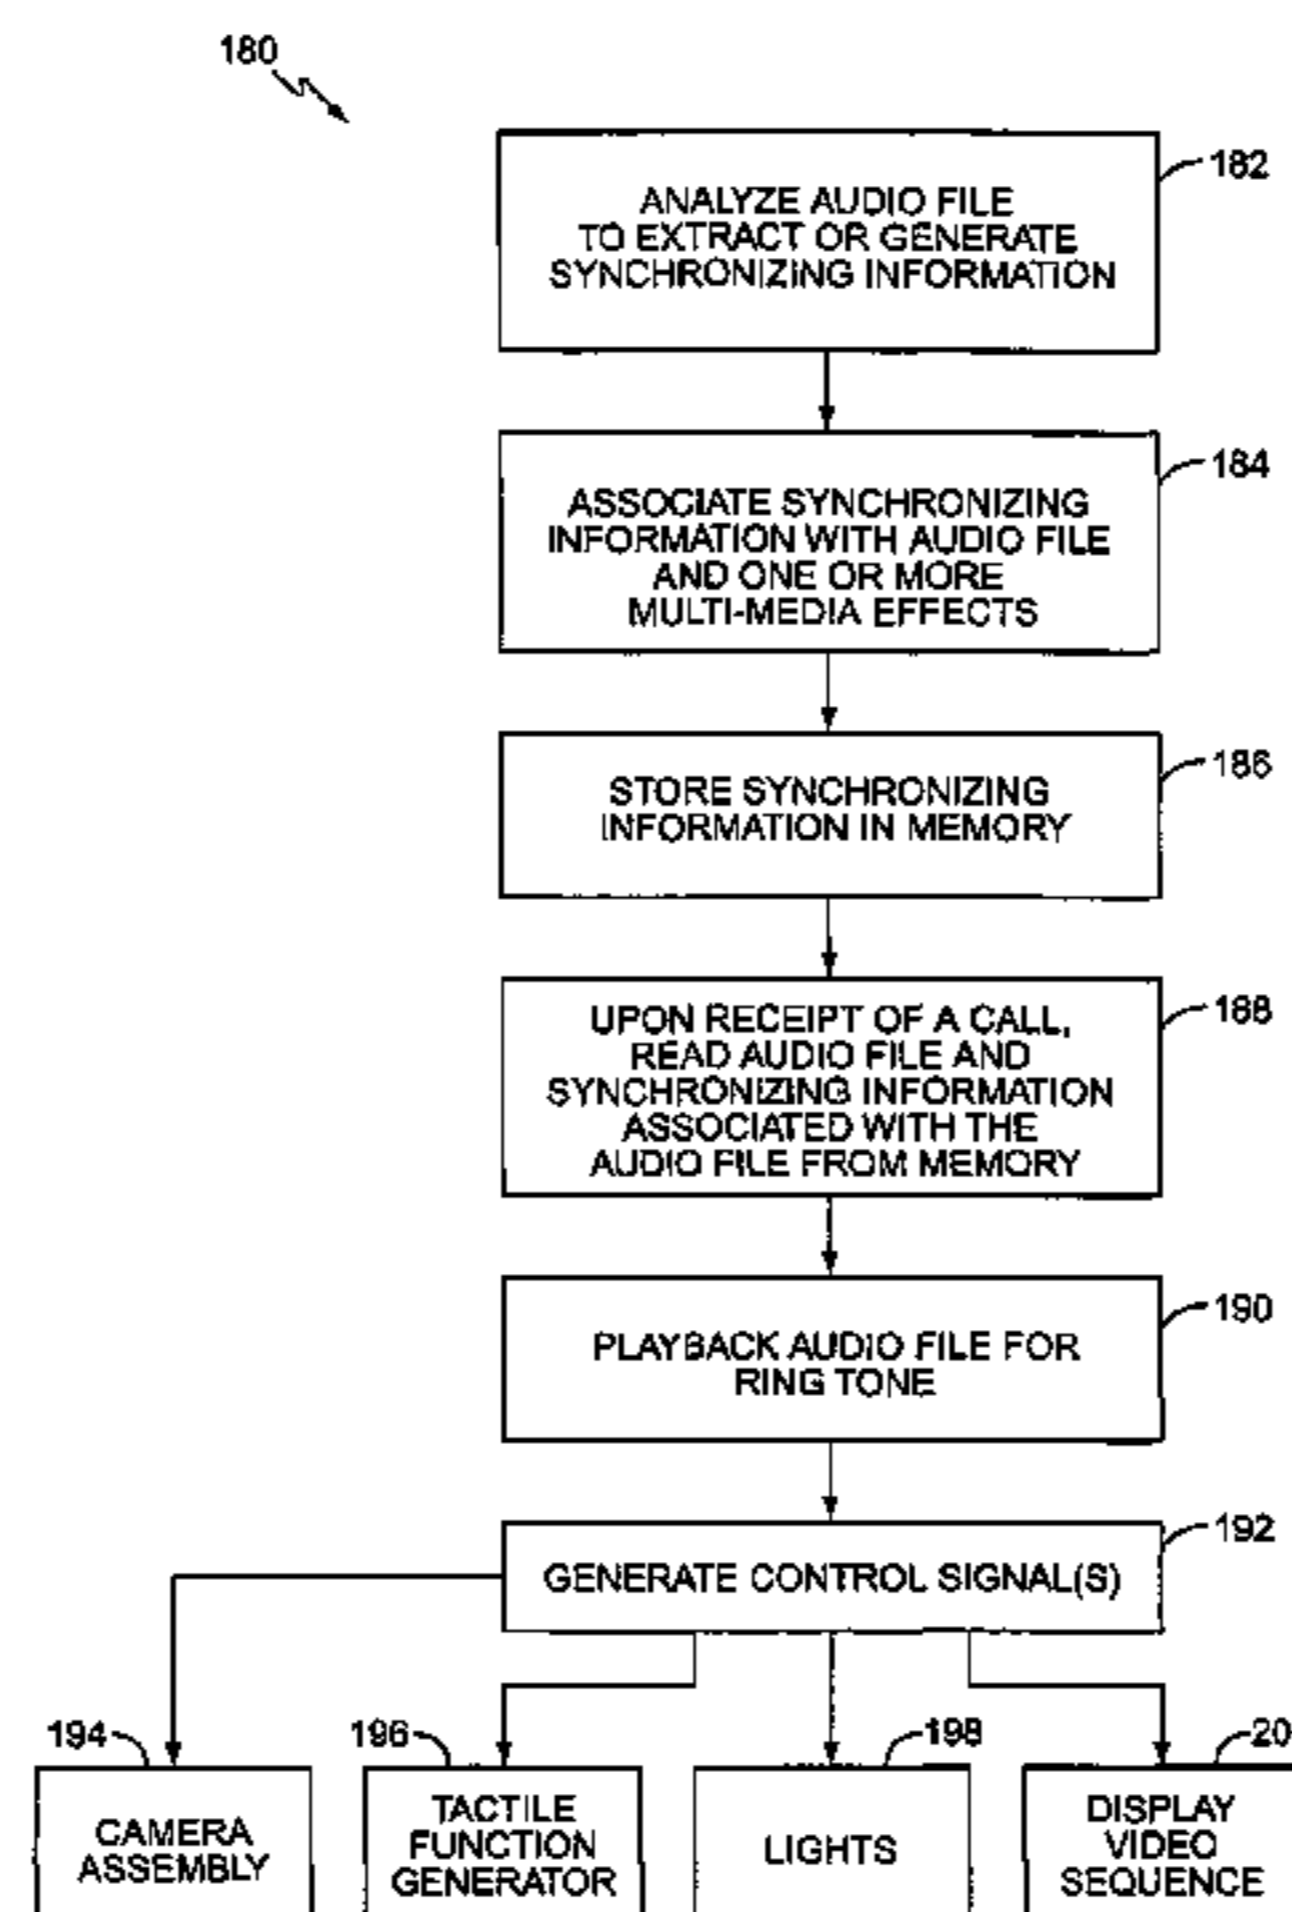 180
182
ANALYZE AUDIO FILE
TO EXTRACT OR GENERATE
SYNCHRONIZING INFORMATION
184
ASSOCIATE SYNCHRONIZING
INFORMATION WITH AUDIO FILE
AND ONE OR MORE
MULTI-MEDIA EFFECTS
186
STORE SYNCHRONIZING
INFORMATION IN MEMORY
188
UPON RECEIPT OF A CALL,
READ AUDIO FILE AND
SYNCHRONIZING INFORMATION
ASSOCIATED WITH THE
AUDIO FILE FROM MEMORY
190
PLAYBACK AUDIO FILE FOR
RING TONE
192
GENERATE CONTROL SIGNAL(S)
194
CAMERA
ASSEMBLY
196
TACTILE
FUNCTION
GENERATOR
198
LIGHTS
20
DISPLAY
VIDEO
SEQUENCE